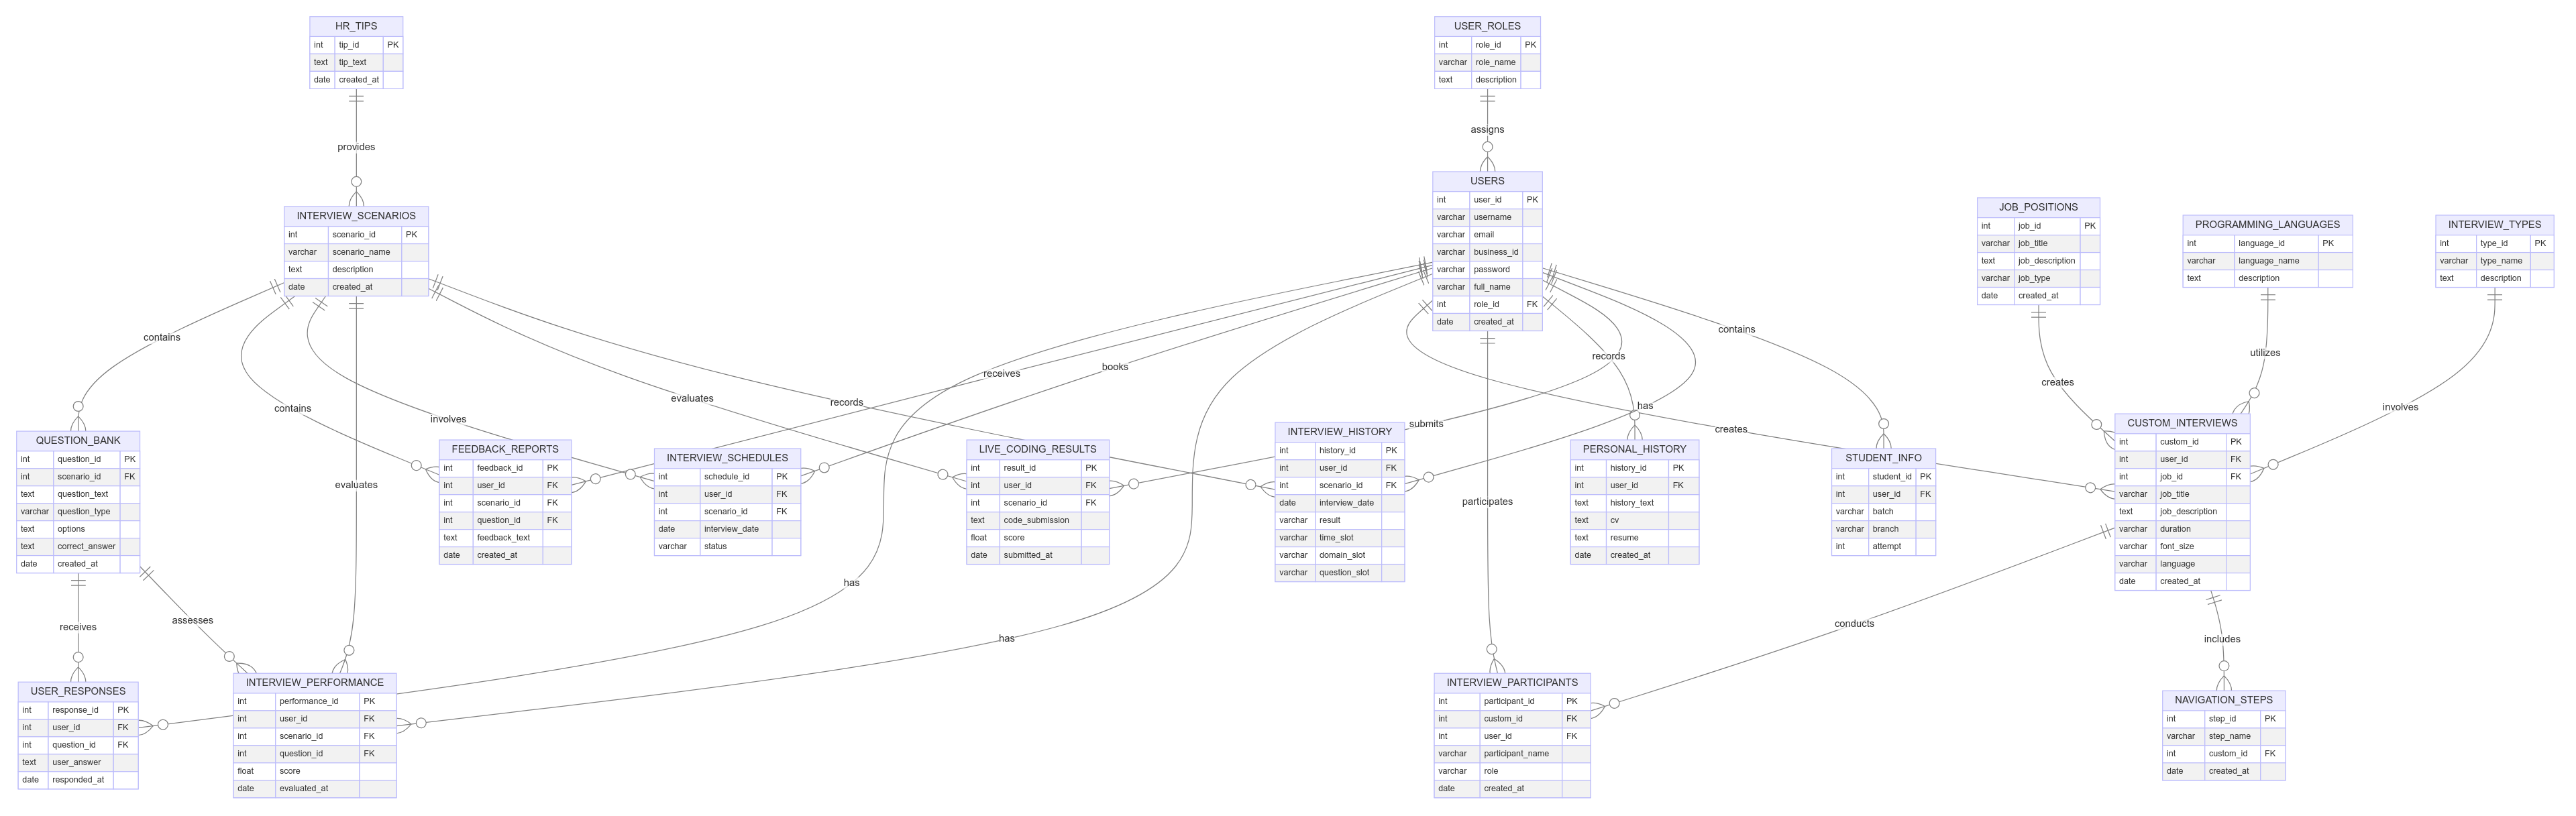 HR_TIPS
int tip_id PK
text tip_text
date created_at
USER_ROLES
int role_id PK
varchar role_name
text description
provides
assigns
USERS
int user_id PK
varchar username
varchar email
varchar business_id
varchar password
varchar full_name
int role_id FK
date created_at
INTERVIEW_SCENARIOS
int scenario_id PK
varchar scenario_name
text description
date created_at
JOB_POSITIONS
int job_id PK
varchar job_title
text job_description
varchar job_type
date created_at
PROGRAMMING_LANGUAGES
int language_id PK
varchar language_name
text description
INTERVIEW_TYPES
int type_id PK
varchar type_name
text description
contains
contains
involves
evaluates
evaluates
records
receives
books
records
contains
has
submits
creates
creates
utilizes
involves
QUESTION_BANK
int question_id PK
int scenario_id FK
text question_text
varchar question_type
text options
text correct_answer
date created_at
FEEDBACK_REPORTS
int feedback_id PK
int user_id FK
int scenario_id FK
int question_id FK
text feedback_text
date created_at
INTERVIEW_SCHEDULES
int schedule_id PK
int user_id FK
int scenario_id FK
date interview_date
varchar status
LIVE_CODING_RESULTS
int result_id PK
int user_id FK
int scenario_id FK
text code_submission
float score
date submitted_at
INTERVIEW_HISTORY
int history_id PK
int user_id FK
int scenario_id FK
date interview_date
varchar result
varchar time_slot
varchar domain_slot
varchar question_slot
PERSONAL_HISTORY
int history_id PK
int user_id FK
text history_text
text cv
text resume
date created_at
STUDENT_INFO
int student_id PK
int user_id FK
varchar batch
varchar branch
int attempt
CUSTOM_INTERVIEWS
int custom_id PK
int user_id FK
int job_id FK
varchar job_title
text job_description
varchar duration
varchar font_size
varchar language
date created_at
participates
receives
assesses
has
has
conducts
includes
USER_RESPONSES
int response_id PK
int user_id FK
int question_id FK
text user_answer
date responded_at
INTERVIEW_PERFORMANCE
int performance_id PK
int user_id FK
int scenario_id FK
int question_id FK
float score
date evaluated_at
INTERVIEW_PARTICIPANTS
int participant_id PK
int custom_id FK
int user_id FK
varchar participant_name
varchar role
date created_at
NAVIGATION_STEPS
int step_id PK
varchar step_name
int custom_id FK
date created_at